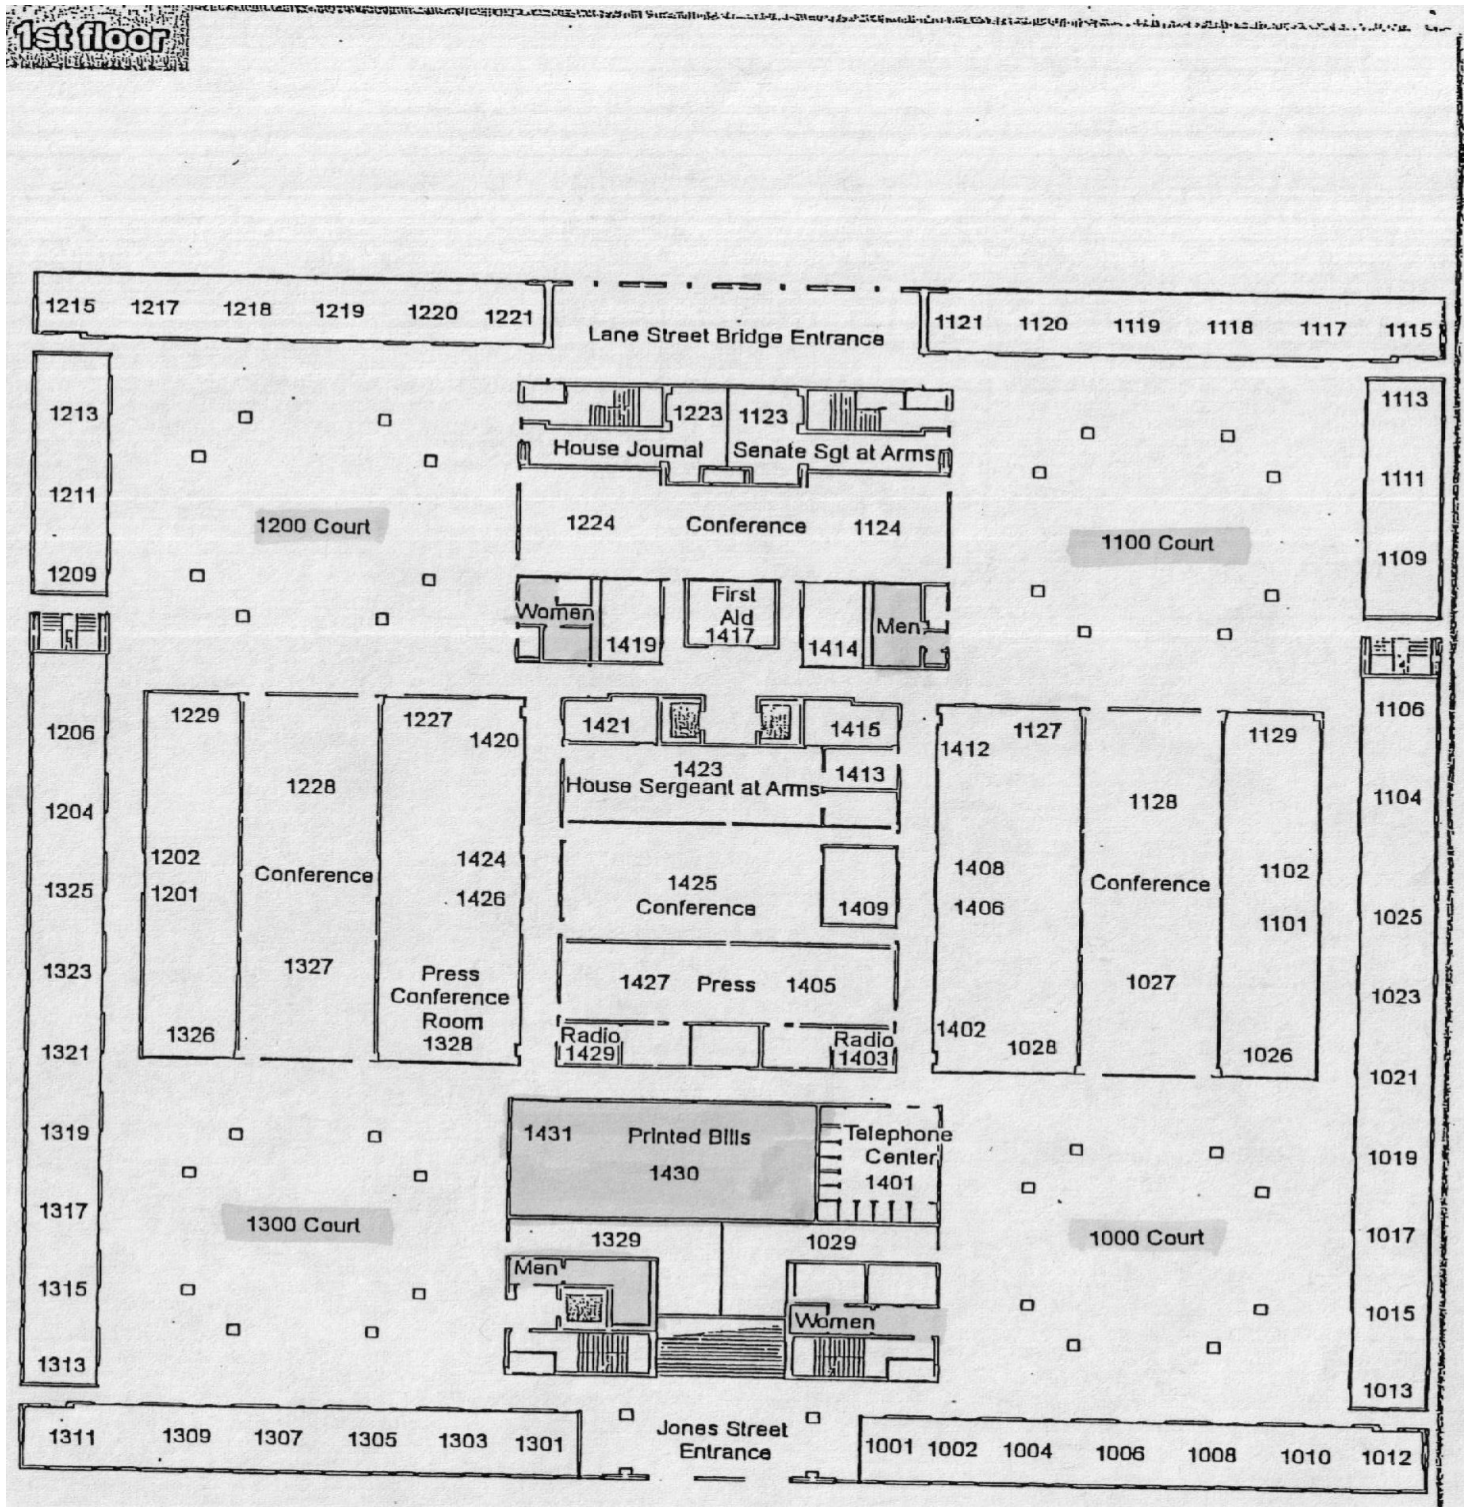 1st floor
1215 1217 1218 1219 1220 1221
Lane Street Bridge Entrance
1121 1120 1119 1118 1117 1115
1213
1223 1123
1113
House Journal
Senate Sgt at Arms
1211
1111
1200 Court
1224 Conference 1124
1100 Court
1209
1109
Women
First
Aid
1417
Men
1419
1414
1206
1229
1227
1420
1421
1415
1412
1127
1129
1106
1228
1423
House Sergeant at Arms
1413
1128
1204
1104
1202
1201
Conference
1424
1426
1425
Conference
1409
1408
1406
Conference
1102
1101
1325
1025
1323
1327
Press
Conference
Room
1328
1427 Press 1405
1027
1023
1326
Radio
1429
Radio
1403
1402
1028
1026
1321
1021
1319
1431
Printed Bills
1430
Telephone
Center
1401
1019
1317
1300 Court
1329
1029
1000 Court
1017
Men
1315
Women
1015
1313
1013
1311 1309 1307 1305 1303 1301
Jones Street
Entrance
1001 1002 1004 1006 1008 1010 1012